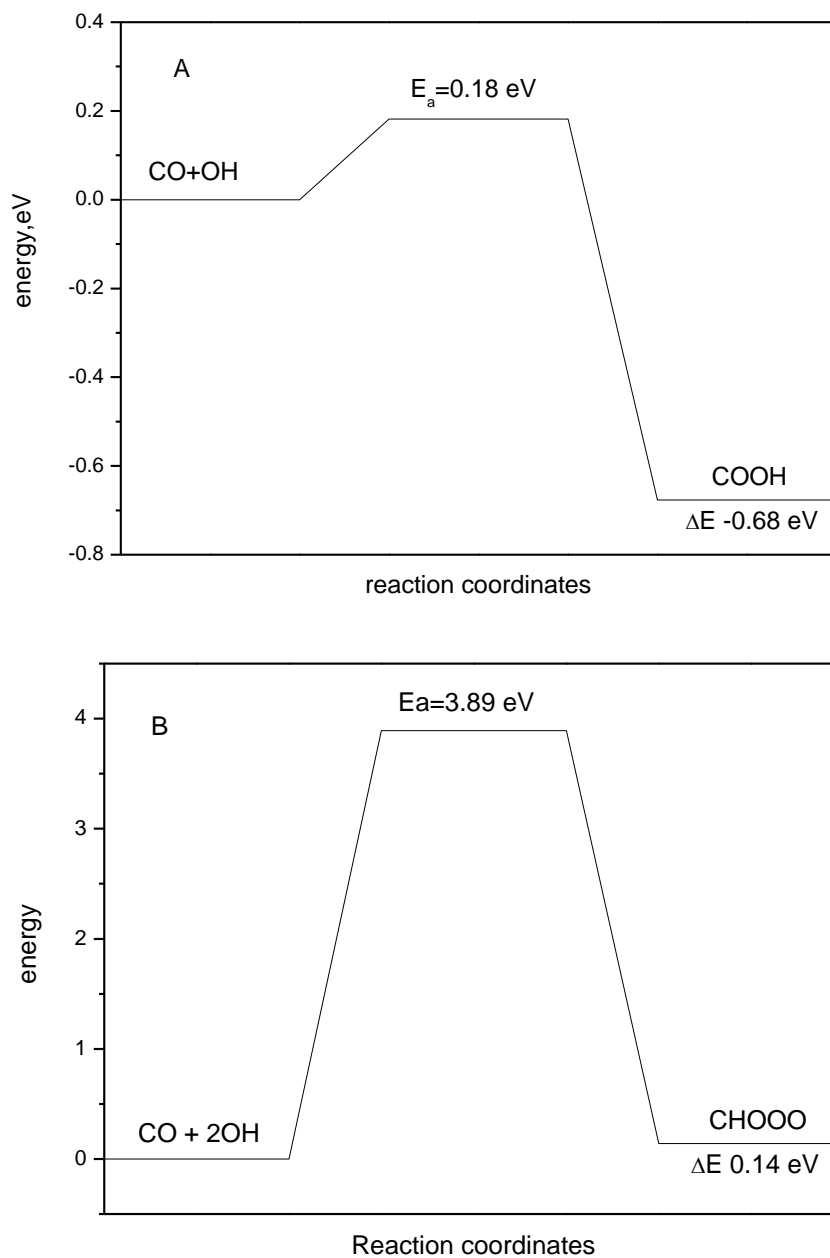 0.4
A
E_a=0.18 eV
0.2
CO+OH
0.0
energy,eV
-0.2
-0.4
-0.6
COOH
ΔE -0.68 eV
-0.8
reaction coordinates
Ea=3.89 eV
4
B
3
energy
2
1
CO + 2OH
CHOOO
0
ΔE 0.14 eV
Reaction coordinates